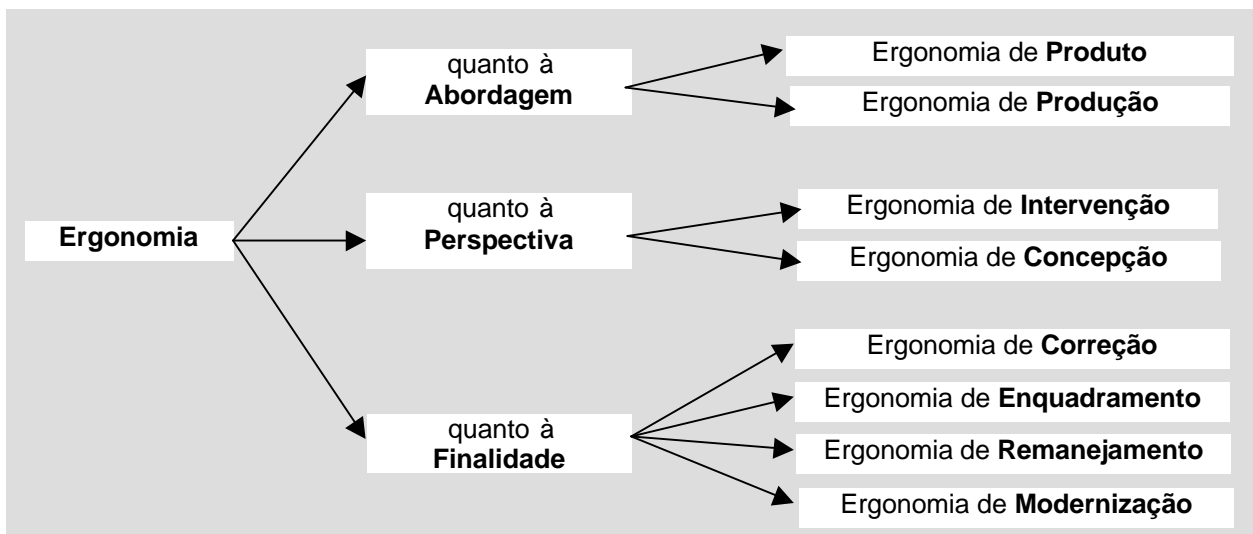 Ergonomia
quanto à
Abordagem
Ergonomia de Produto
Ergonomia de Produção
quanto à
Perspectiva
Ergonomia de Intervenção
Ergonomia de Concepção
quanto à
Finalidade
Ergonomia de Correção
Ergonomia de Enquadramento
Ergonomia de Remanejamento
Ergonomia de Modernização